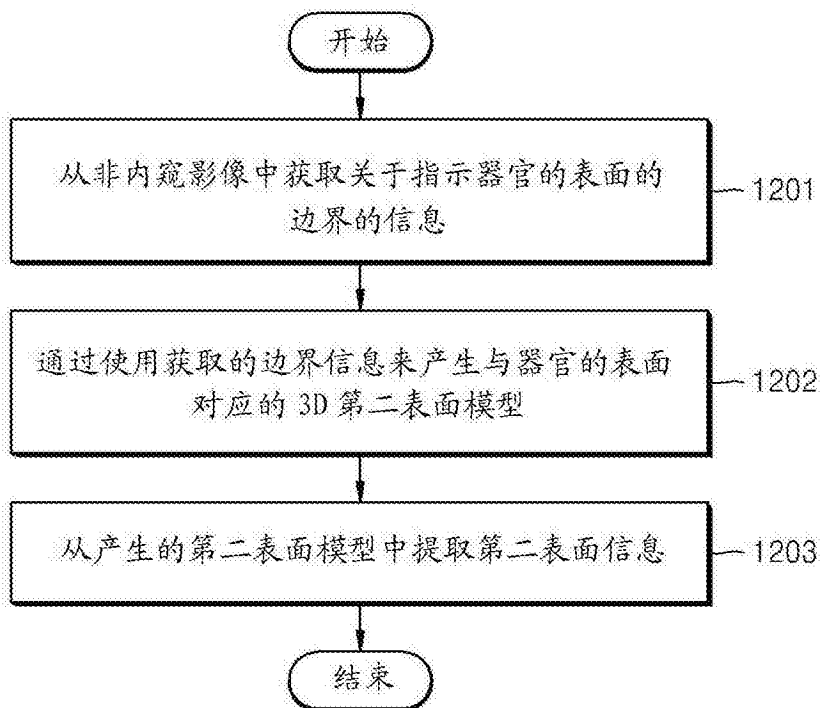 开始
从非内窥影像中获取关于指示器官的表面的
边界的信息
1201
通过使用获取的边界信息来产生与器官的表面
对应的 3D 第二表面模型
1202
从产生的第二表面模型中提取第二表面信息
1203
结束